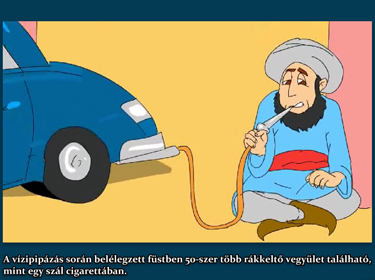 A vízipipázás során belélegzett füstben 50-szer több rákkeltő vegyület található,
mint egy szál cigarettában.